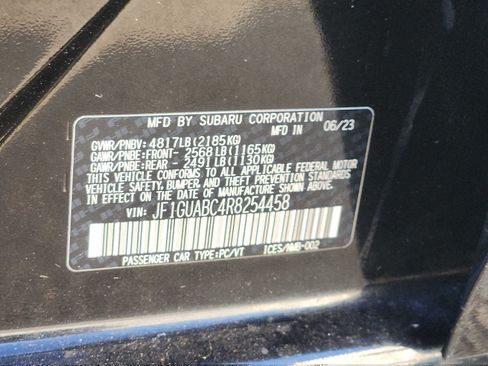 MFD BY SUBARU CORPORATION
MFD IN 06/23
GVWR/PNBV: 4817LB(2185KG)
GAWR/PNBE:FRONT- 2568LB(1165KG)
GAWR/PNBE:REAR - 2491LB(1130KG)
THIS VEHICLE CONFORMS TO ALL APPLICABLE FEDERAL MOTOR
VEHICLE SAFETY, BUMPER, AND THEFT PREVENTION STANDARDS
IN EFFECT ON THE DATE OF MANUFACTURE SHOWN ABOVE.
VIN: JF1GUABC4R8254458
PASSENGER CAR TYPE:PC/VT ICES/NMB-002